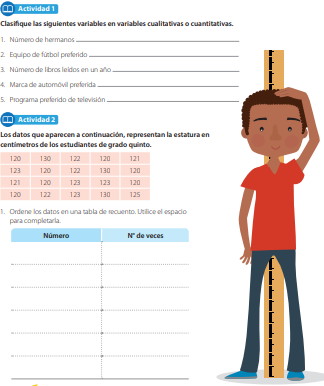 Actividad 1
Clasifique las siguientes variables en variables cualitativas o cuantitativas.
1. Número de hermanos
2. Equipo de fútbol preferido
3. Número de libros leídos en un año
4. Marca de automóvil preferida
5. Programa preferido de televisión
Actividad 2
Los datos que aparecen a continuación, representan la estatura en
centímetros de los estudiantes de grado quinto.
120 130 122 120 121
123 120 122 130 120
121 120 123 123 120
120 122 123 130 125
1. Ordene los datos en una tabla de recuento. Utilice el espacio
para completarla.
Número N° de veces